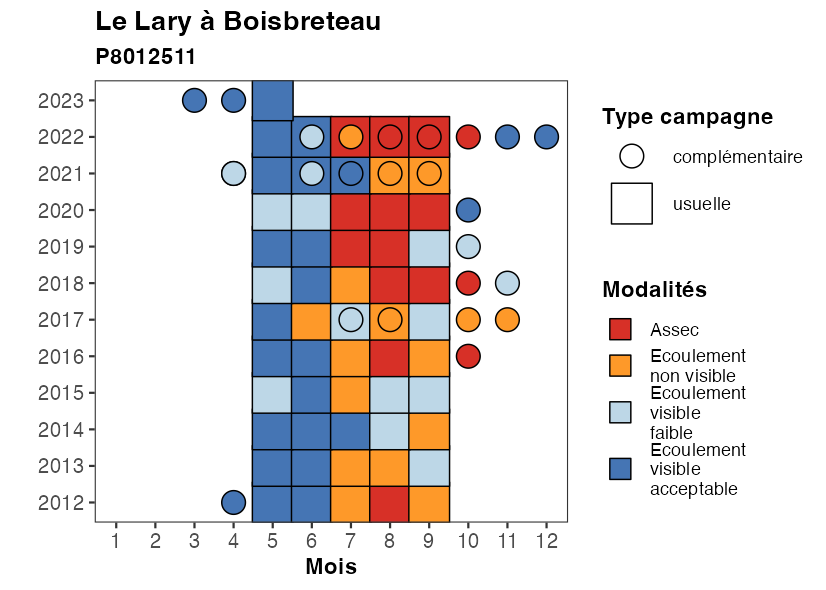 Le Lary à Boisbreteau
P8012511
2023
2022
2021
2020
2019
2018
2017
2016
2015
2014
2013
2012
1 2 3 4 5 6 7 8 9 10 11 12
Mois
Type campagne
complémentaire
usuelle
Modalités
Assec
Ecoulement
non visible
Ecoulement
visible
faible
Ecoulement
visible
acceptable